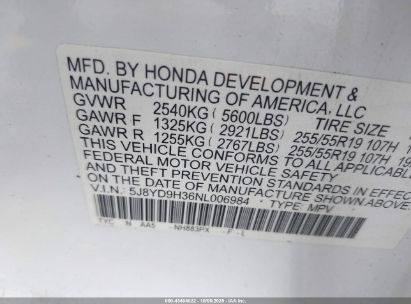 MFD. BY HONDA DEVELOPMENT &
MANUFACTURING OF AMERICA, LLC
GVWR 2540KG ( 5600LBS) TIRE SIZE
GAWR F 1325KG ( 2921LBS) 255/55R19 107H
GAWR R 1255KG ( 2767LBS) 255/55R19 107H
THIS VEHICLE CONFORMS TO ALL APPLICABLE
FEDERAL MOTOR VEHICLE SAFETY
AND THEFT PREVENTION STANDARDS IN EFFECT
ON THE DATE OF MANUFACTURE SHOWN ABOVE
V.I.N.: 5J8YD9H36NL006984 TYPE: MPV
TYC N AA5 NH883PX F - L